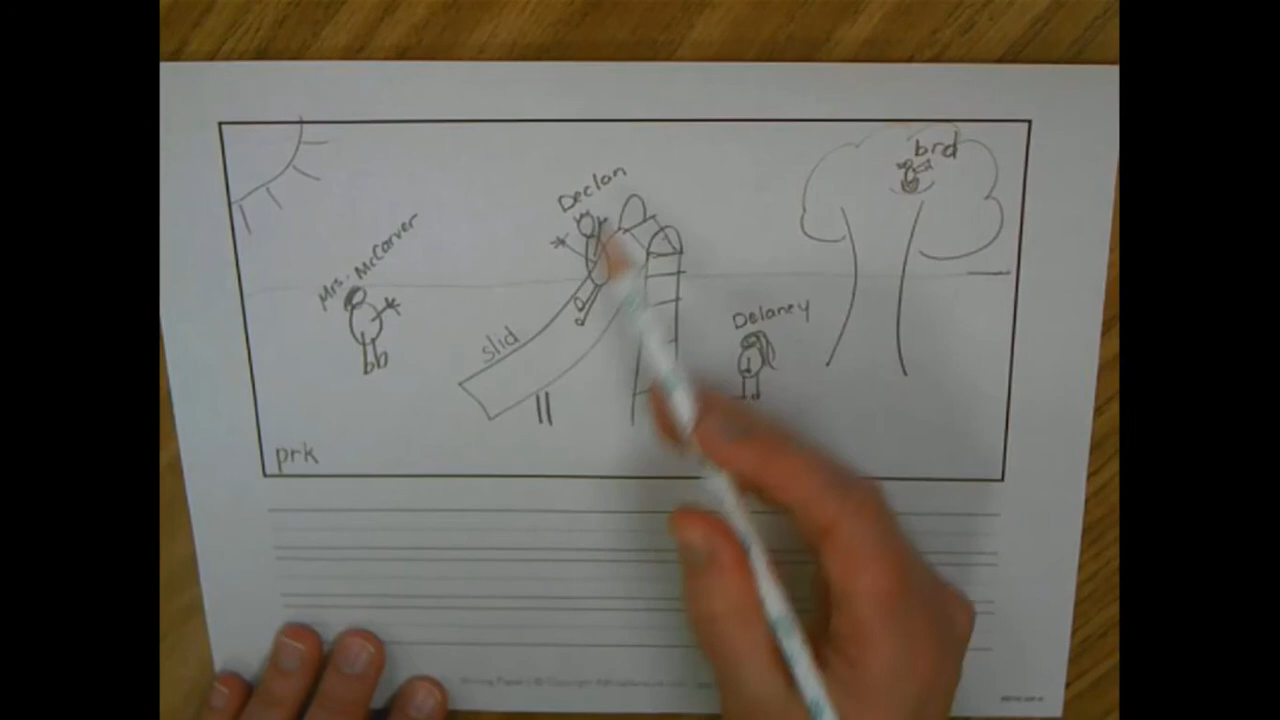 brd
Declan
Mrs. McCarver
Delaney
slid
prk